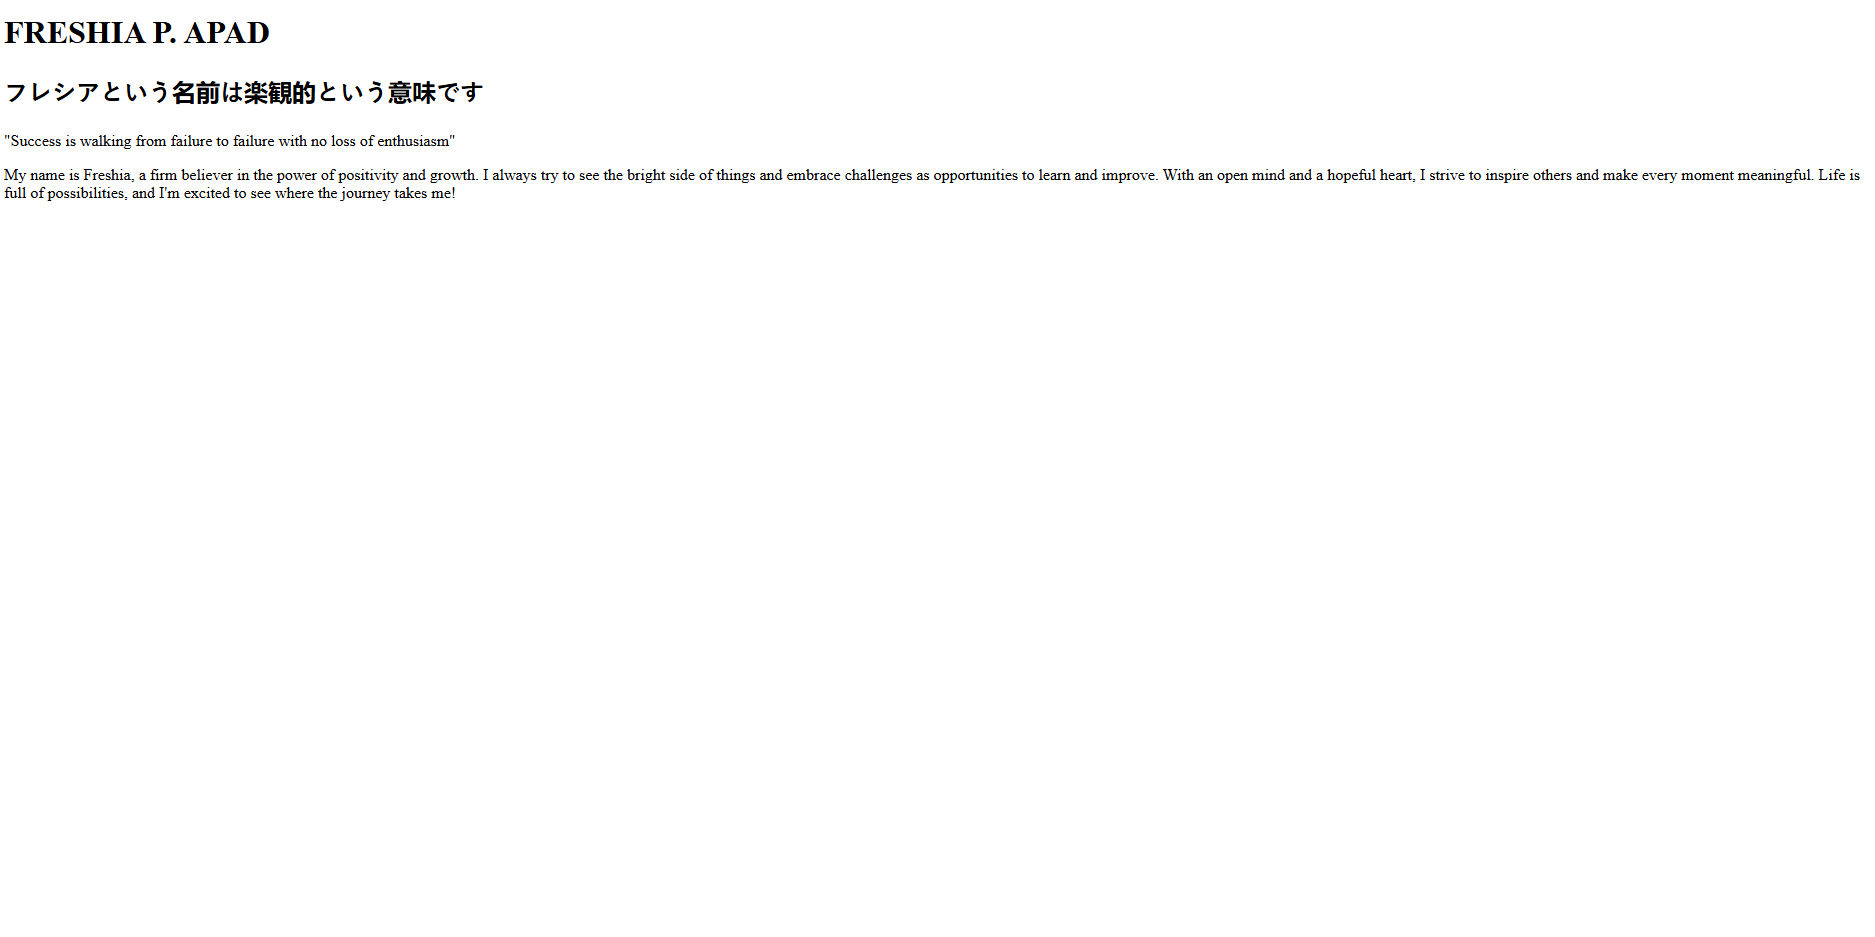 FRESHIA P. APAD
フレシアという名前は楽観的という意味です
"Success is walking from failure to failure with no loss of enthusiasm"
My name is Freshia, a firm believer in the power of positivity and growth. I always try to see the bright side of things and embrace challenges as opportunities to learn and improve. With an open mind and a hopeful heart, I strive to inspire others and make every moment meaningful. Life is
full of possibilities, and I'm excited to see where the journey takes me!